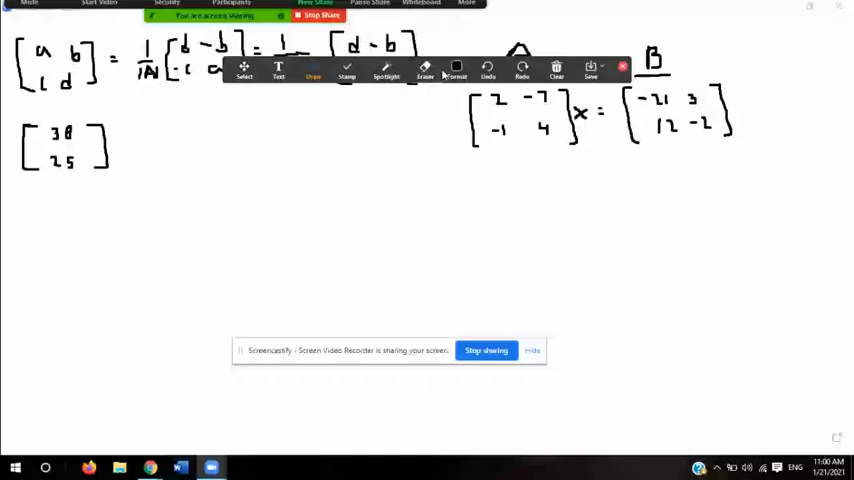 Mute Start Video Security Participants New Share Pause Share Whiteboard More
You are screen sharing Stop Share
a b = 1 d -b = 1 d -b
c d |A| -c a
Select Text Draw Stamp Spotlight Eraser Format Undo Redo Clear Save
A B
2 -7 x = -21 3
-1 4 12 -2
3 8
2 5
Screencastify - Screen Video Recorder is sharing your screen. Stop sharing Hide
ENG 11:00 AM
1/21/2021